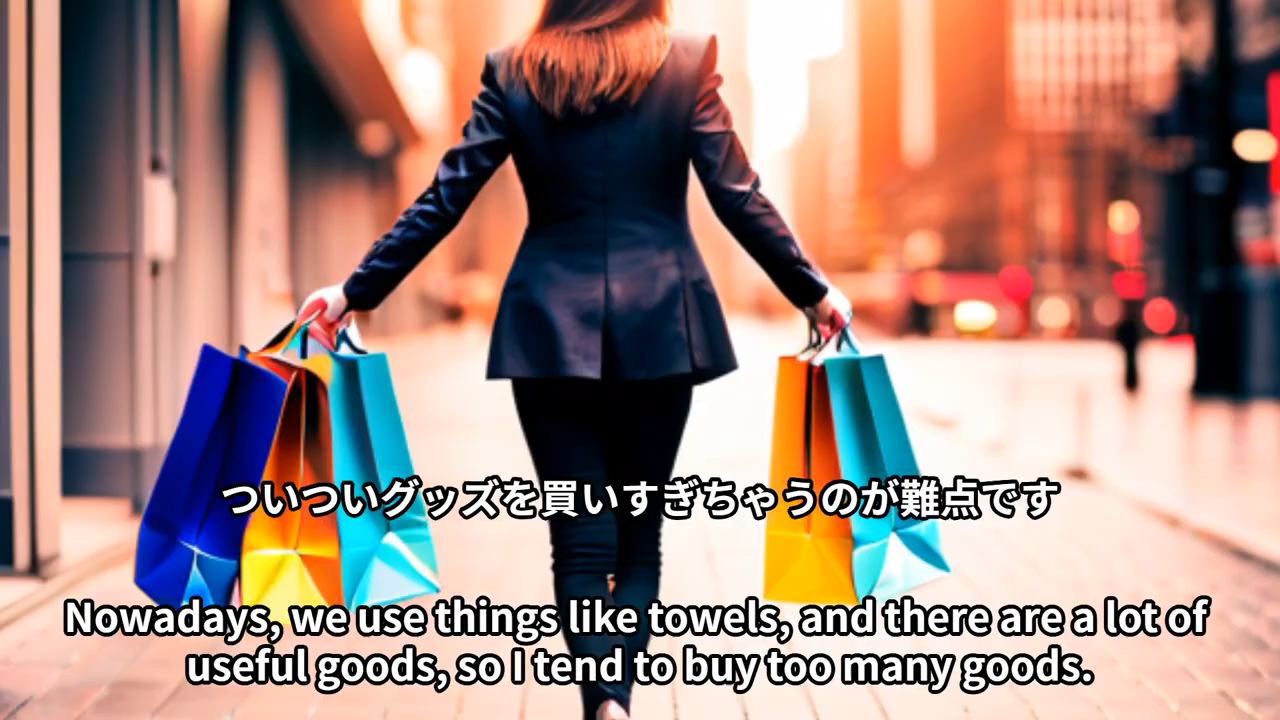 ついついグッズを買いすぎちゃうのが難点です
Nowadays, we use things like towels, and there are a lot of
useful goods, so I tend to buy too many goods.